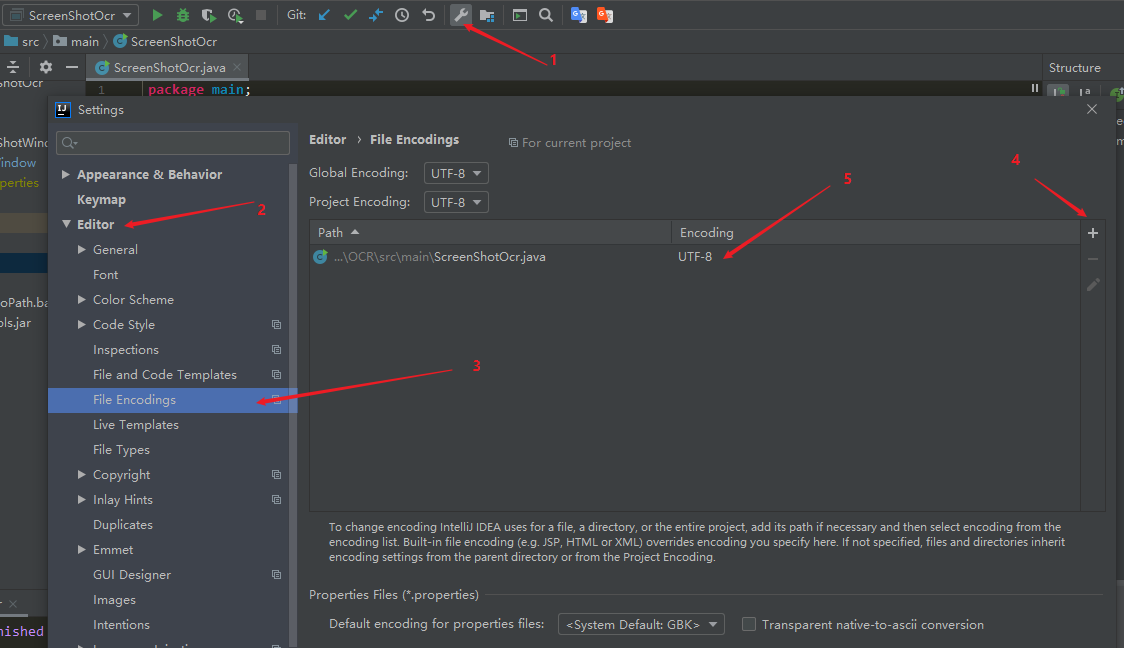 ScreenShotOcr
Git:
src
main
ScreenShotOcr
1
ScreenShotOcr.java
Structure
1
package main;
Settings
ShotWind
Window
operties
Editor › File Encodings
For current project
4
Global Encoding:
UTF-8
5
Appearance & Behavior
Keymap
Project Encoding:
UTF-8
2
Editor
Path
Encoding
General
...\OCR\src\main\ScreenShotOcr.java
UTF-8
Font
Color Scheme
oPath.ba
ols.jar
Code Style
Inspections
3
File and Code Templates
File Encodings
Live Templates
File Types
Copyright
Inlay Hints
Duplicates
Emmet
GUI Designer
Images
Intentions
To change encoding IntelliJ IDEA uses for a file, a directory, or the entire project, add its path if necessary and then select encoding from the
encoding list. Built-in file encoding (e.g. JSP, HTML or XML) overrides encoding you specify here. If not specified, files and directories inherit
encoding settings from the parent directory or from the Project Encoding.
Properties Files (*.properties)
Default encoding for properties files:
<System Default: GBK>
Transparent native-to-ascii conversion
nished